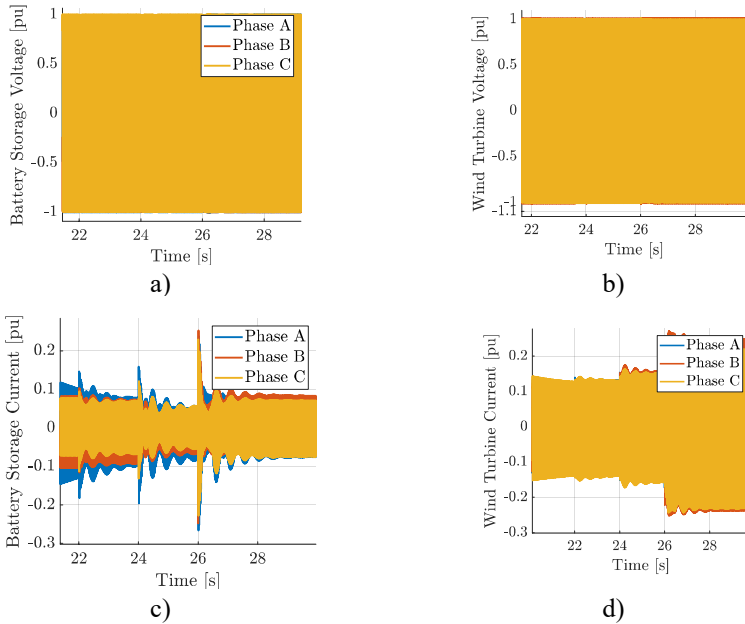 Battery Storage Voltage [pu]
1
0.5
0
-0.5
-1
Phase A
Phase B
Phase C
22 24 26 28
Time [s]
a)
Wind Turbine Voltage [pu]
1
0.5
0
-0.5
-1
-1.1
22 24 26 28
Time [s]
b)
Battery Storage Current [pu]
0.2
0.1
0
-0.1
-0.2
-0.3
Phase A
Phase B
Phase C
22 24 26 28
Time [s]
c)
Wind Turbine Current [pu]
0.2
0.1
0
-0.1
-0.2
-0.3
Phase A
Phase B
Phase C
22 24 26 28
Time [s]
d)